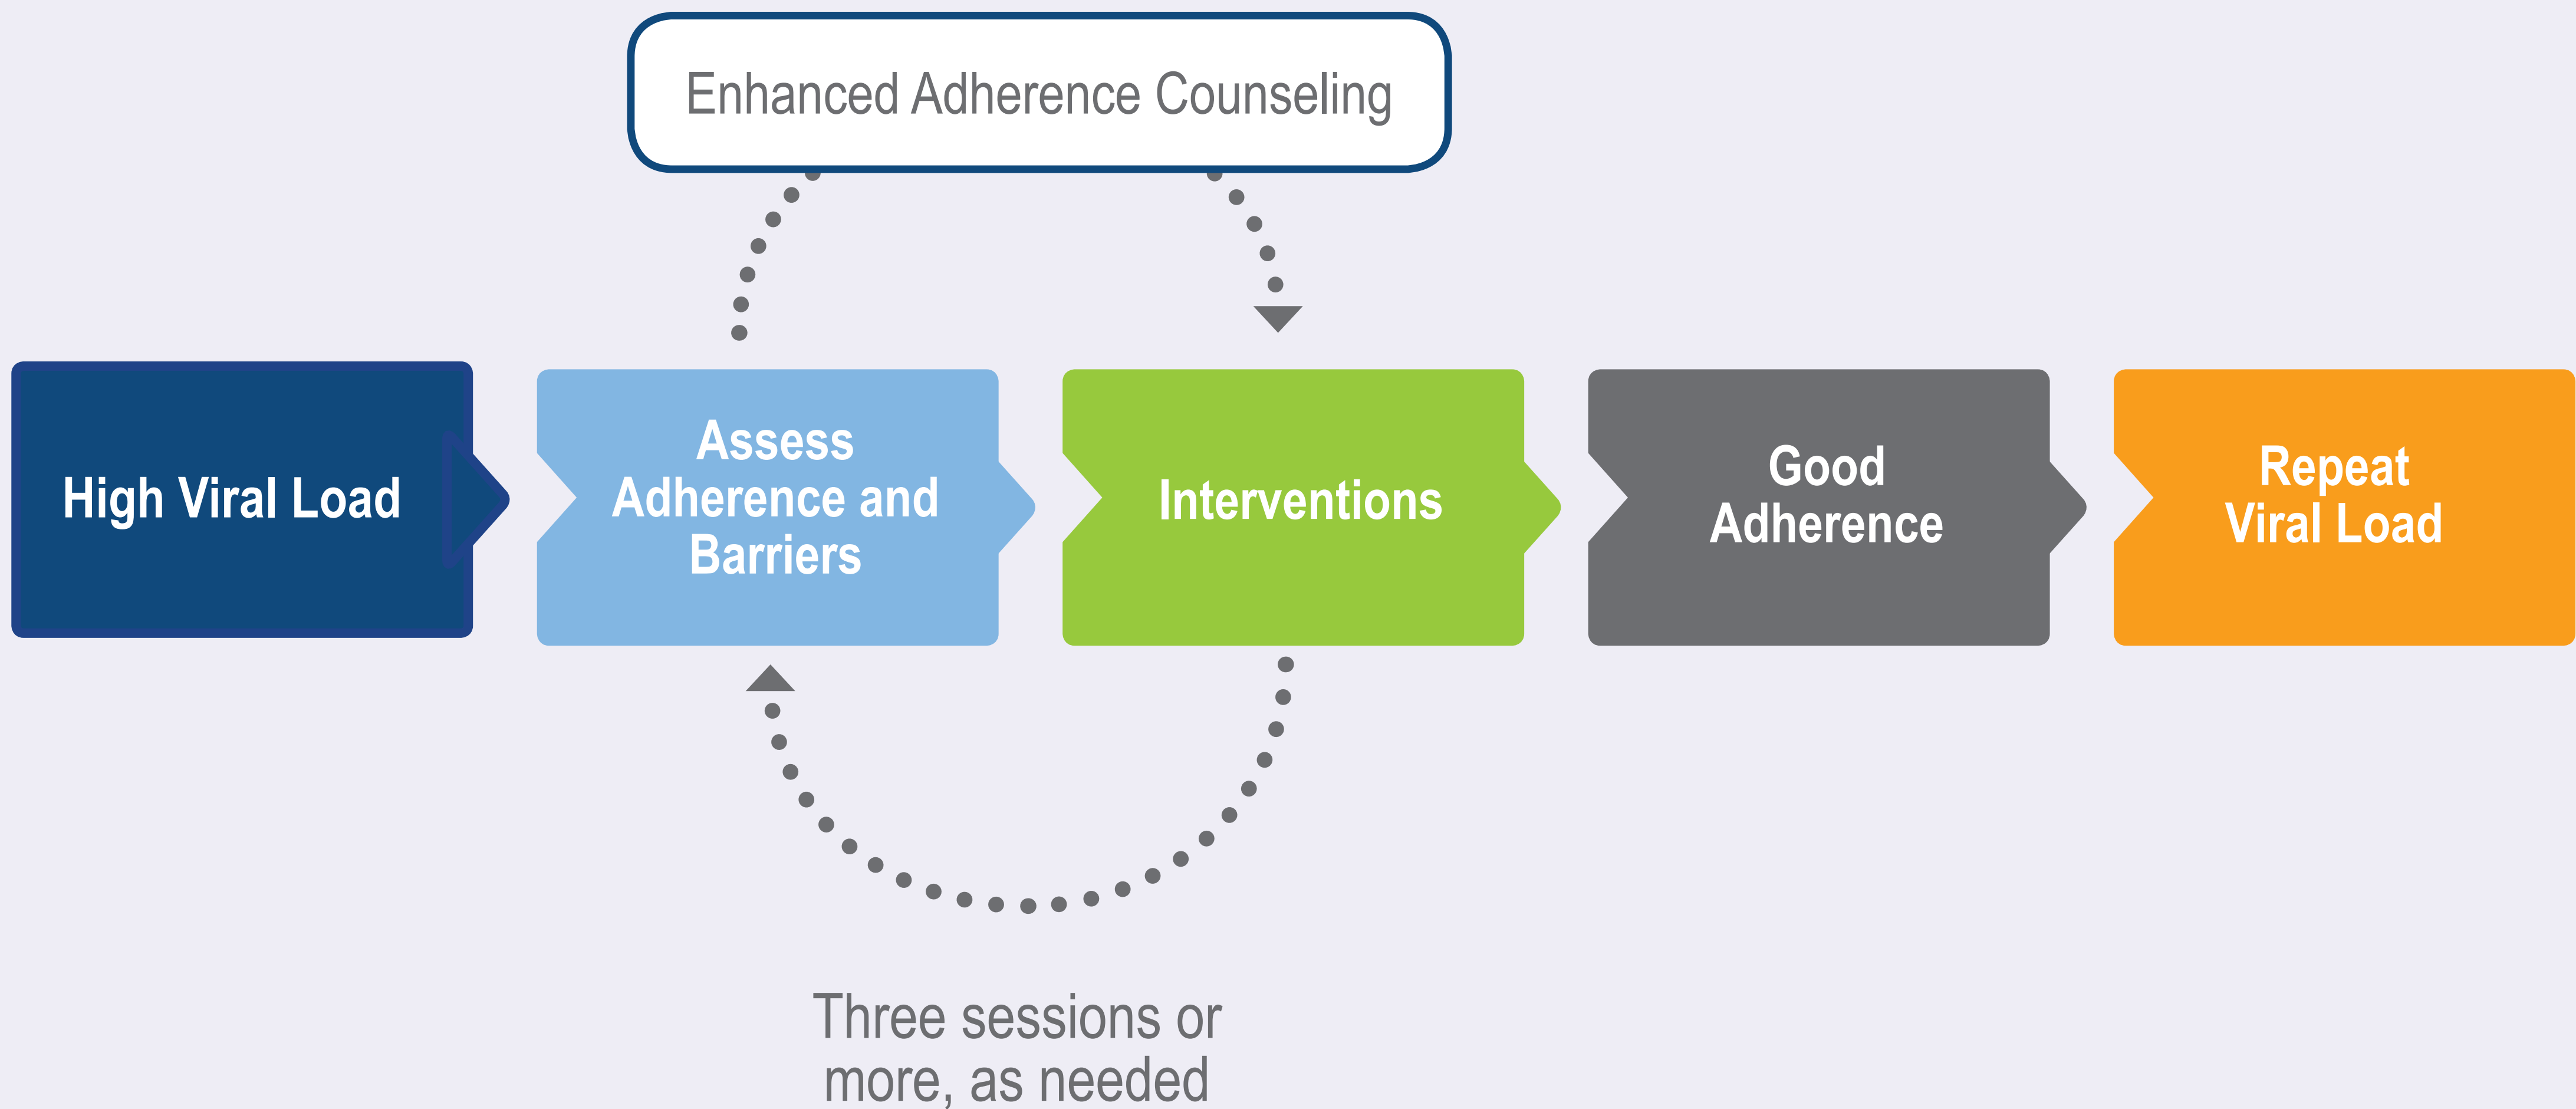 Enhanced Adherence Counseling
High Viral Load
Assess
Adherence and
Barriers
Interventions
Good
Adherence
Repeat
Viral Load
Three sessions or
more, as needed